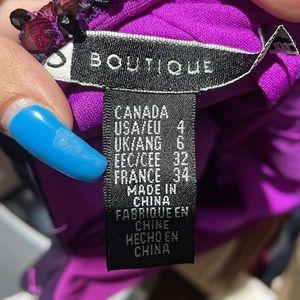 BOUTIQUE
CANADA
USA/EU 4
UK/ANG 6
EEC/CEE 32
FRANCE 34
MADE IN
CHINA
FABRIQUE EN
CHINE
HECHO EN
CHINA